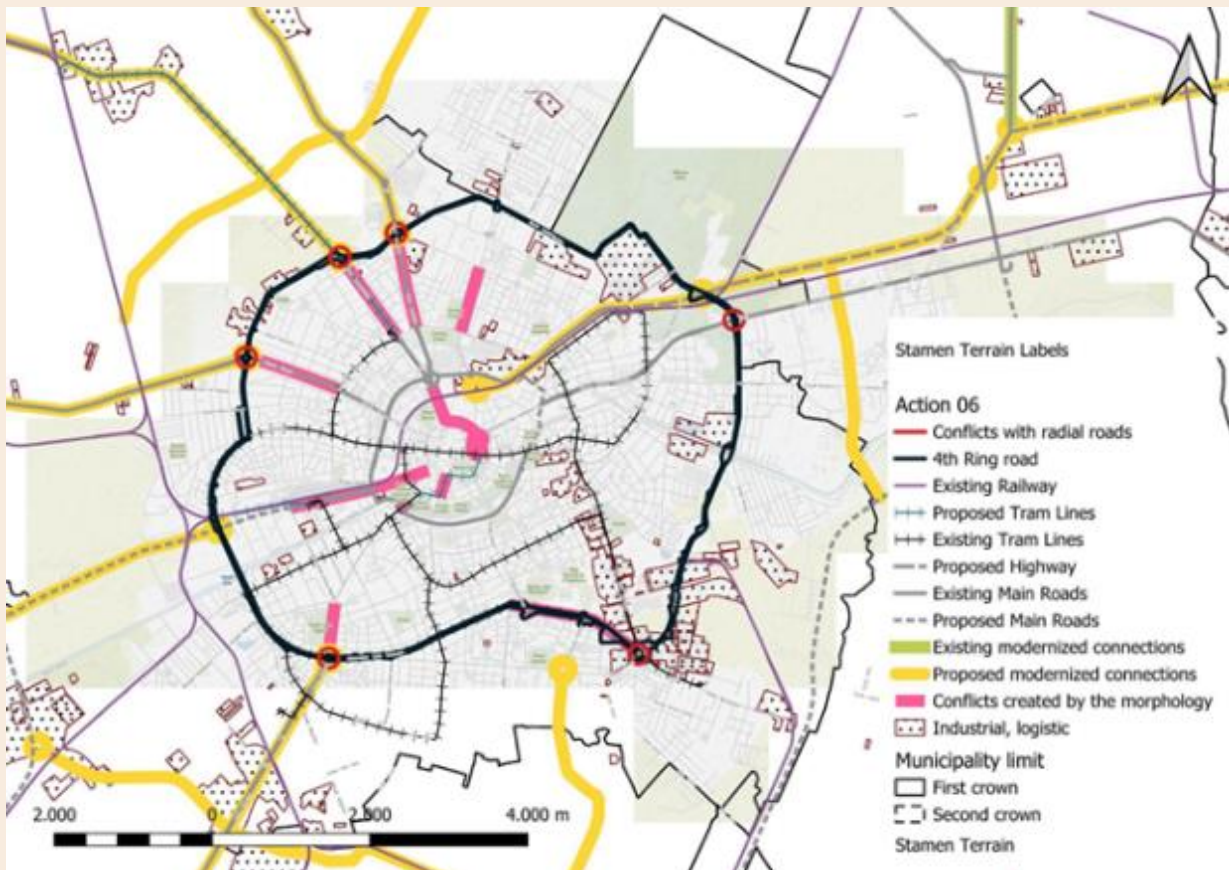 Stamen Terrain Labels
Action 06
Conflicts with radial roads
4th Ring road
Existing Railway
Proposed Tram Lines
Existing Tram Lines
Proposed Highway
Existing Main Roads
Proposed Main Roads
Existing modernized connections
Proposed modernized connections
Conflicts created by the morphology
Industrial, logistic
Municipality limit
First crown
Second crown
Stamen Terrain
2.000 0 2.000 4.000 m